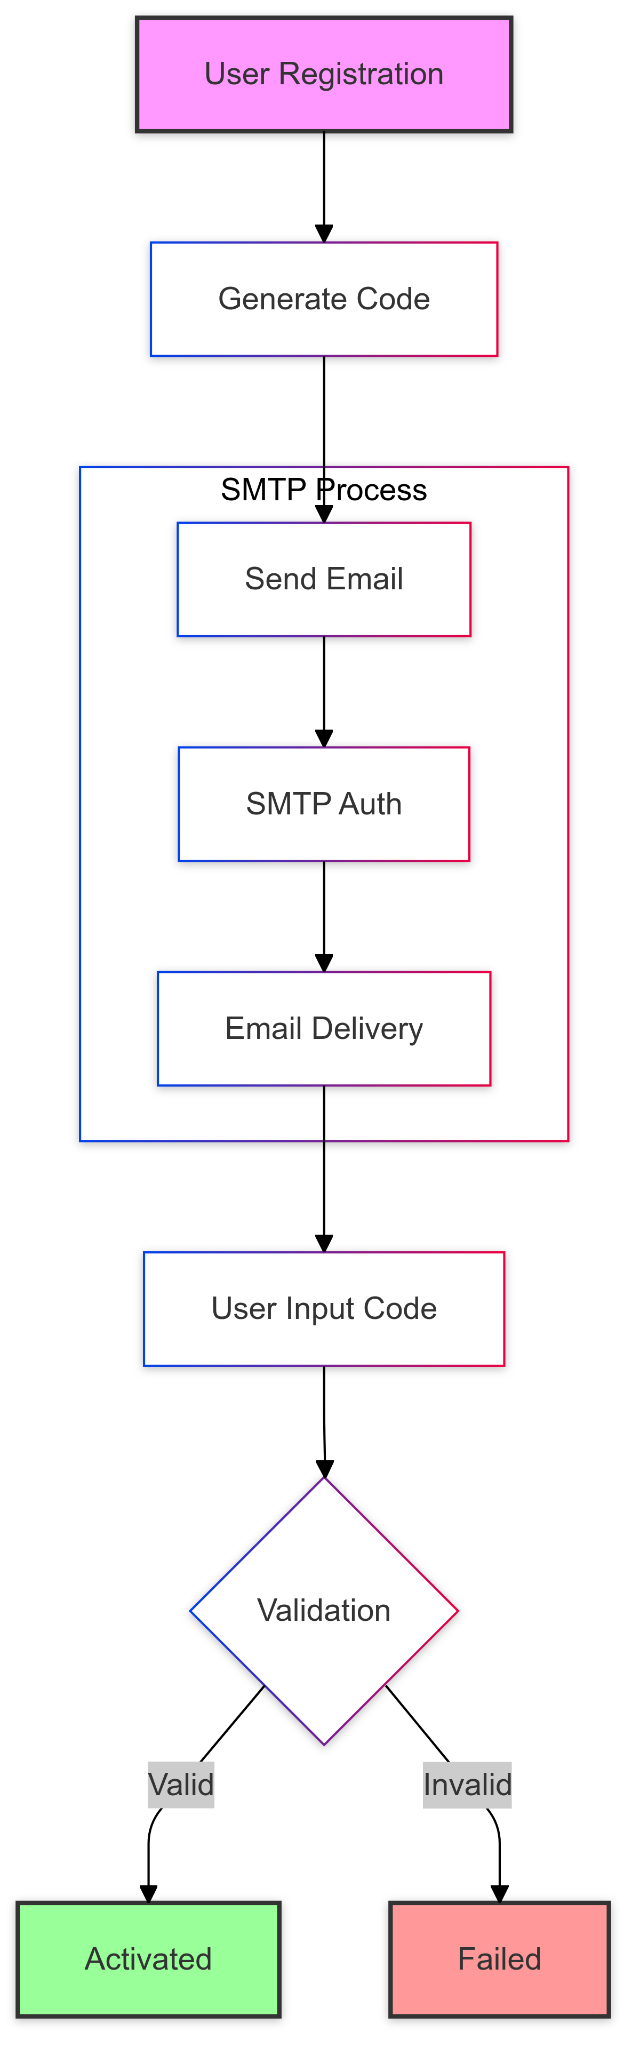 User Registration
Generate Code
SMTP Process
Send Email
SMTP Auth
Email Delivery
User Input Code
Validation
Valid
Invalid
Activated
Failed